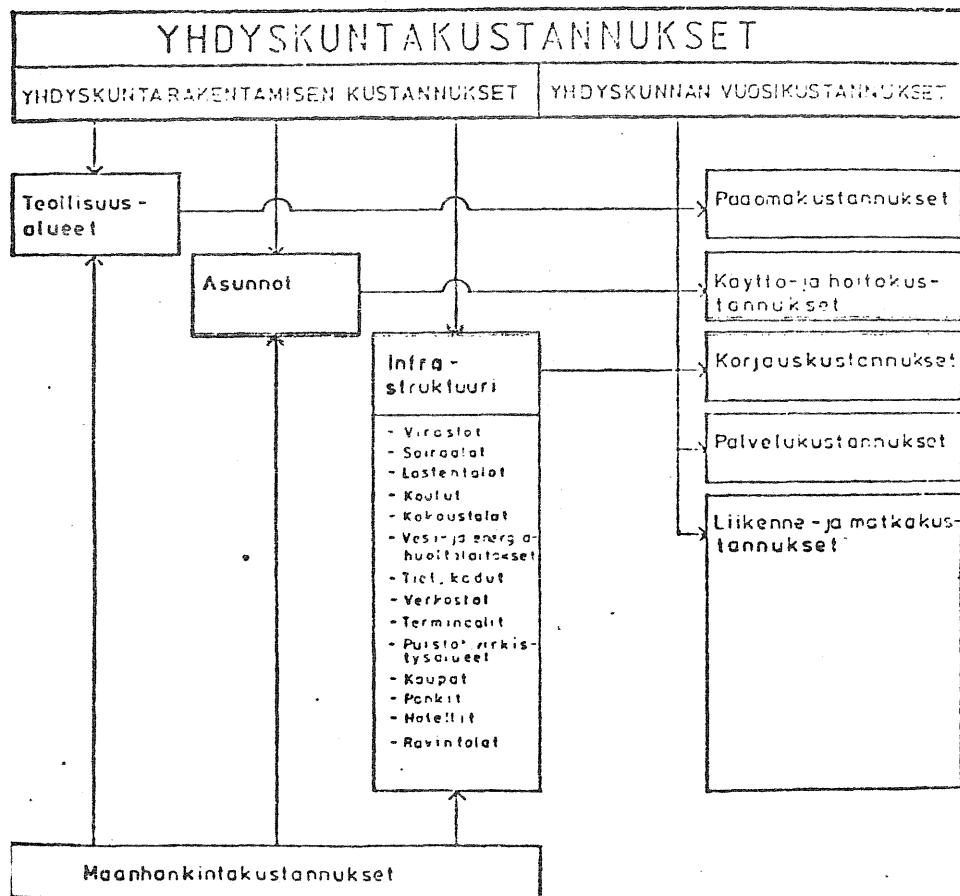 YHDYSKUNTAKUSTANNUKSET
YHDYSKUNTARAKENTAMISEN KUSTANNUKSET
YHDYSKUNNAN VUOSIKUSTANNUKSET
Teollisuus-
alueet
Asunnot
Infra-
struktuuri
- Virastot
- Sairaalat
- Lastentalot
- Koulut
- Kokoustalat
- Vesi- ja energia-
huoltolaitokset
- Tiet, kadut
- Verkostot
- Terminaalit
- Puistot, virkis-
tysalueet
- Kaupat
- Pankit
- Hotellit
- Ravintolat
Pääomakustannukset
Käyttö- ja hoitokus-
tannukset
Korjauskustannukset
Palvelukustannukset
Liikenne- ja matkakus-
tannukset
Maanhankintakustannukset